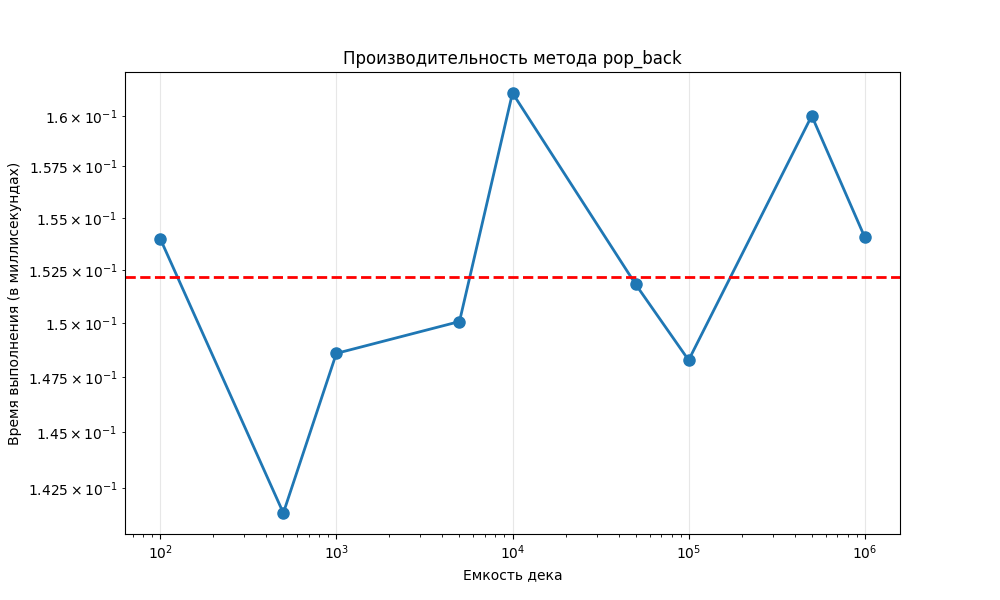 Производительность метода pop_back
Время выполнения (в миллисекундах)
1.6 × 10⁻¹
1.575 × 10⁻¹
1.55 × 10⁻¹
1.525 × 10⁻¹
1.5 × 10⁻¹
1.475 × 10⁻¹
1.45 × 10⁻¹
1.425 × 10⁻¹
10² 10³ 10⁴ 10⁵ 10⁶
Емкость дека